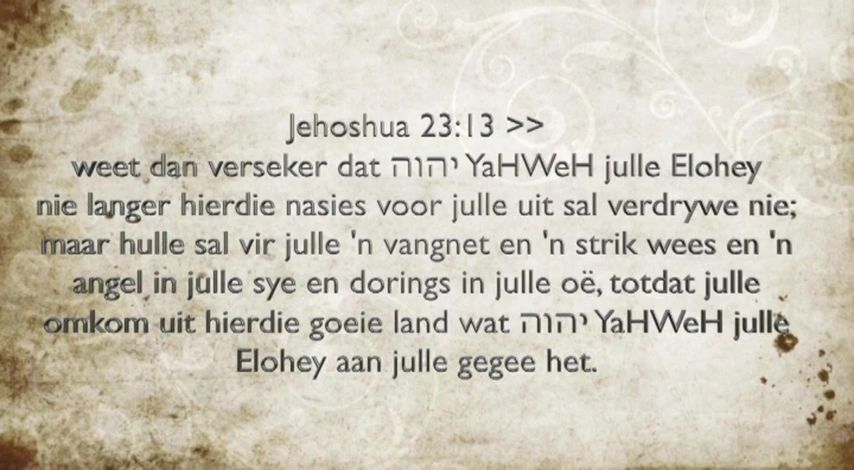 Jehoshua 23:13 >>
weet dan verseker dat יהוה YaHWeH julle Elohey
nie langer hierdie nasies voor julle uit sal verdrywe nie;
maar hulle sal vir julle 'n vangnet en 'n strik wees en 'n
angel in julle sye en dorings in julle oë, totdat julle
omkom uit hierdie goeie land wat יהוה YaHWeH julle
Elohey aan julle gegee het.